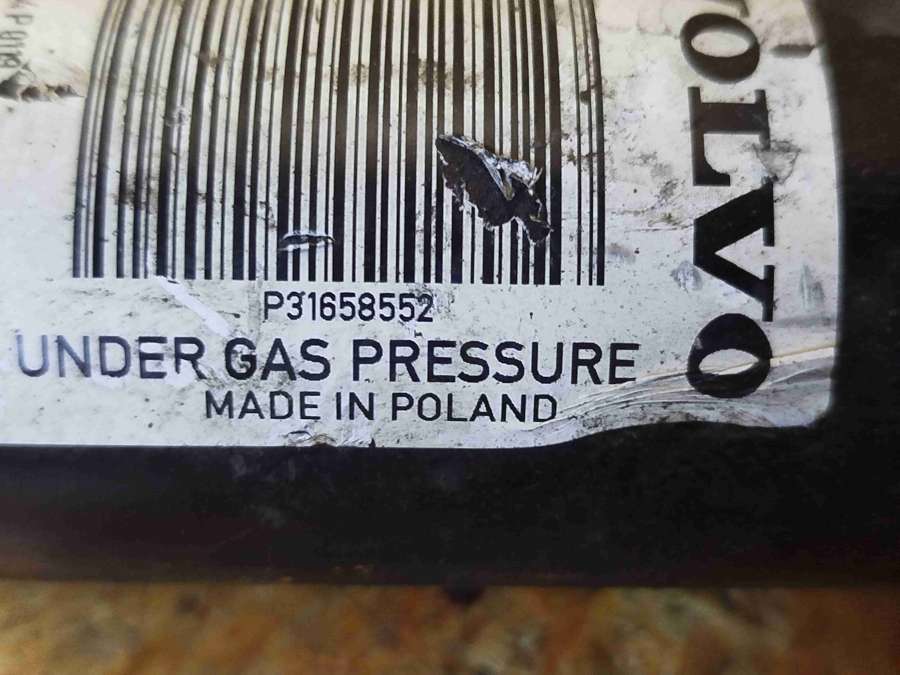 VOLVO
P31658552
UNDER GAS PRESSURE
MADE IN POLAND